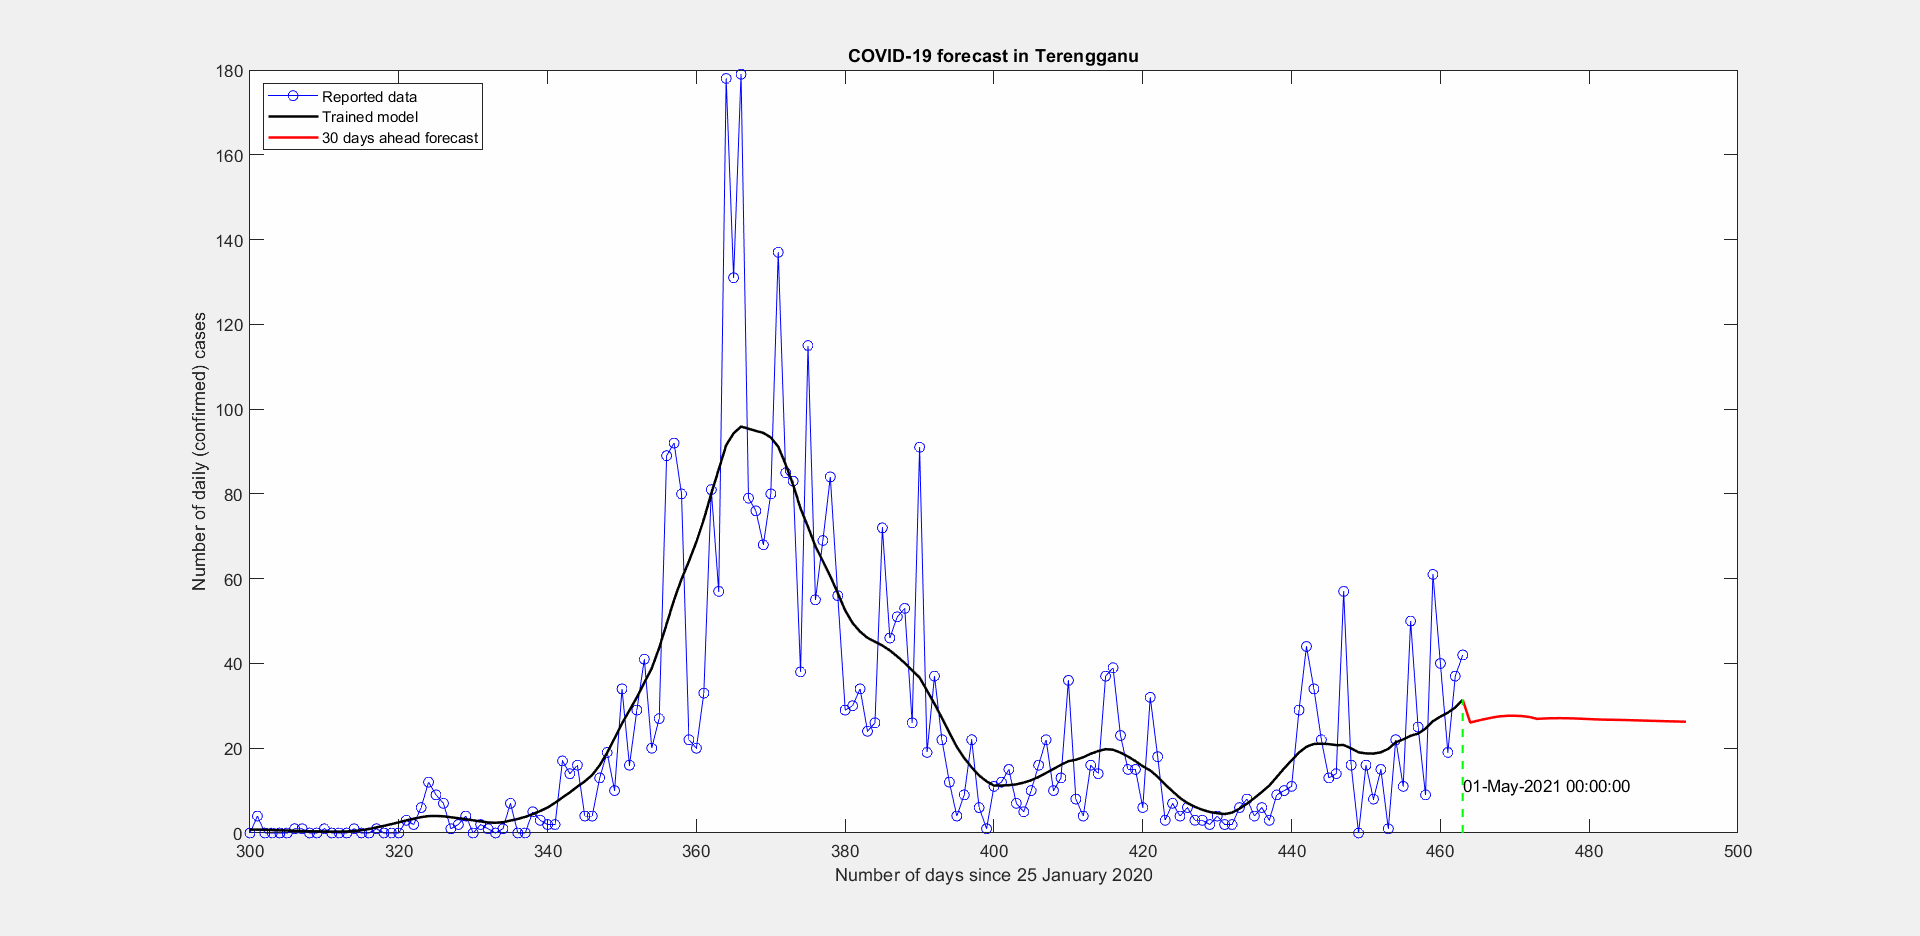 COVID-19 forecast in Terengganu
180
160
140
120
100
80
60
40
20
0
Number of daily (confirmed) cases
Reported data
Trained model
30 days ahead forecast
01-May-2021 00:00:00
300 320 340 360 380 400 420 440 460 480 500
Number of days since 25 January 2020